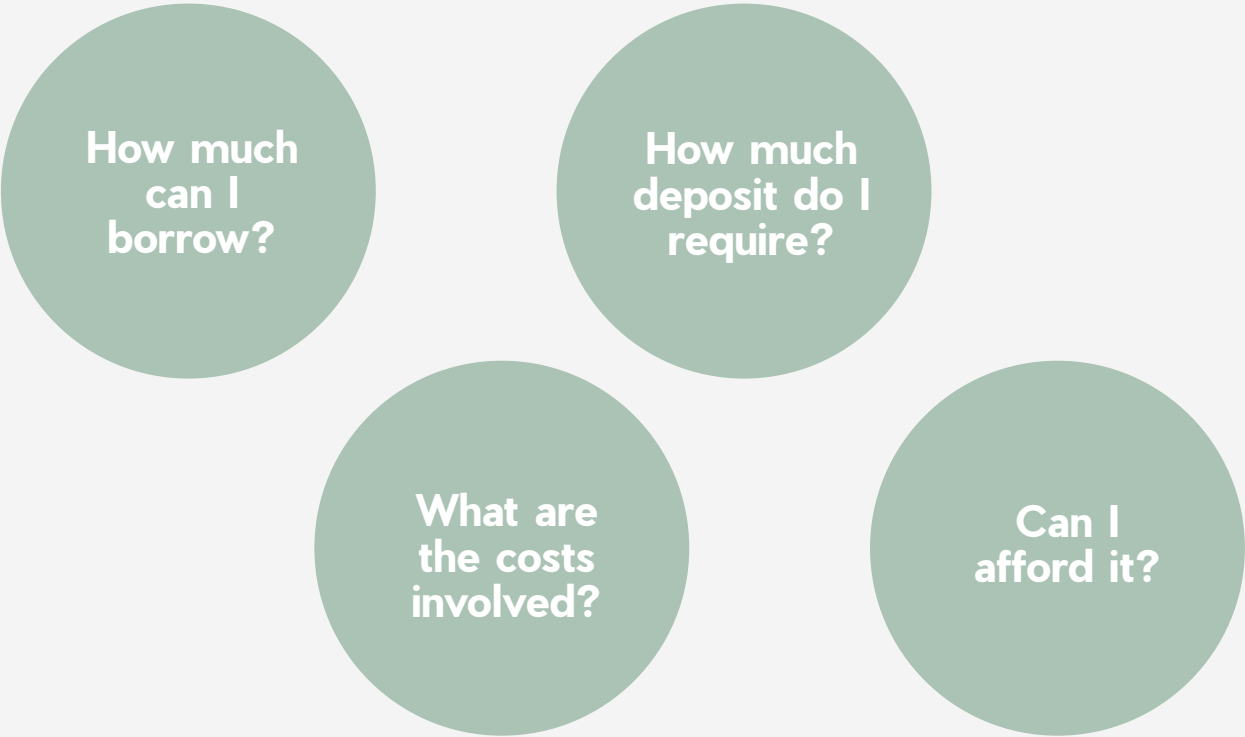 How much
can I
borrow?
How much
deposit do I
require?
What are
the costs
involved?
Can I
afford it?